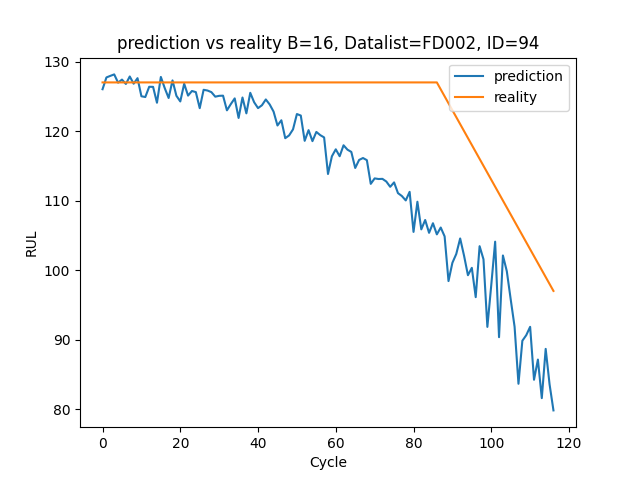 prediction vs reality B=16, Datalist=FD002, ID=94
prediction
reality
130
120
110
100
90
80
RUL
0 20 40 60 80 100 120
Cycle